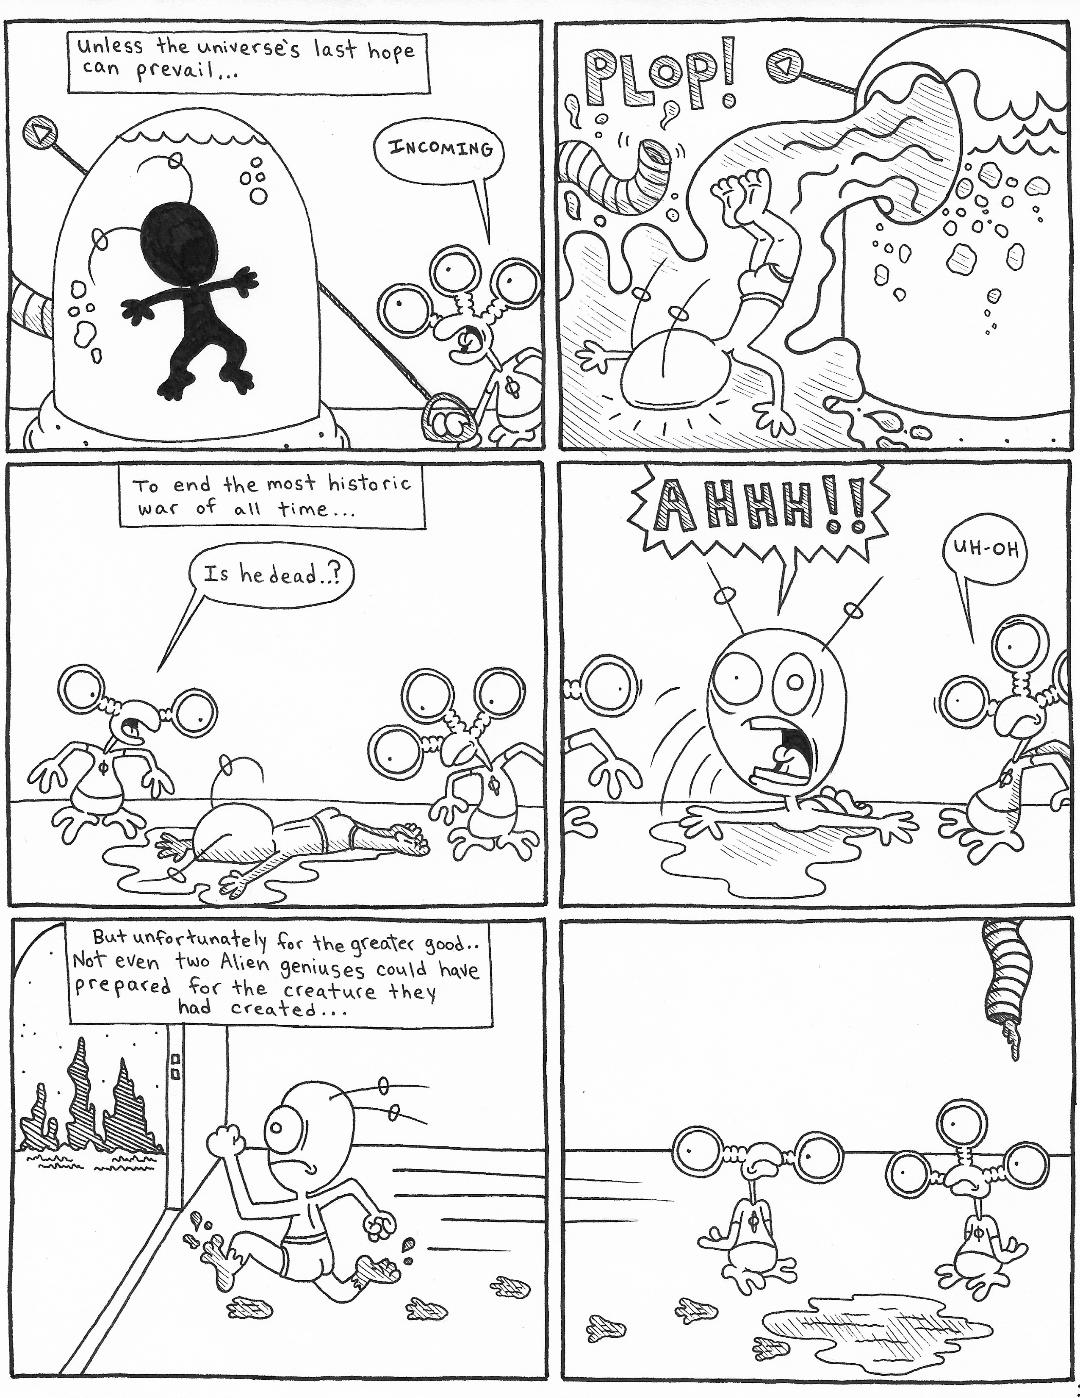 Unless the universe's last hope
can prevail...
INCOMING
PLOP!
To end the most historic
war of all time...
Is he dead..?
AHHH!!
UH-OH
But unfortunately for the greater good..
Not even two Alien geniuses could have
prepared for the creature they
had created...